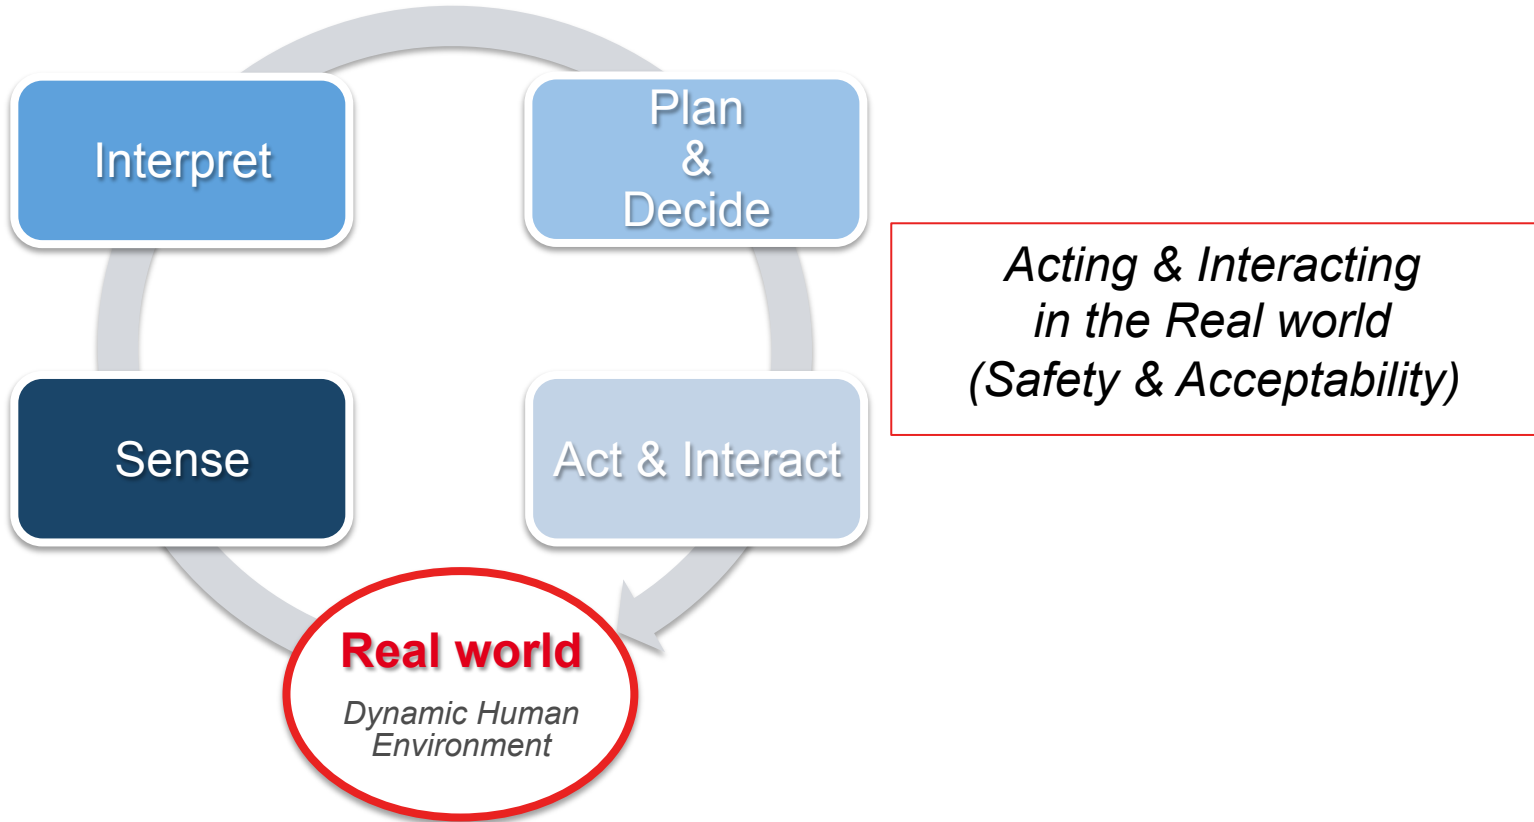 Interpret
Plan
&
Decide
Acting & Interacting
in the Real world
(Safety & Acceptability)
Sense
Act & Interact
Real world
Dynamic Human
Environment